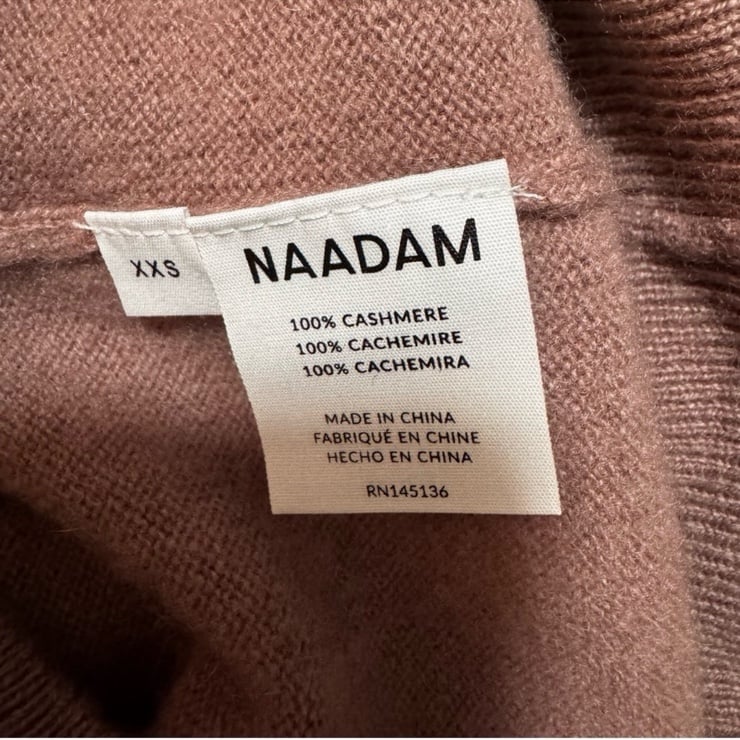 XXS
NAADAM
100% CASHMERE
100% CACHEMIRE
100% CACHEMIRA
MADE IN CHINA
FABRIQUÉ EN CHINE
HECHO EN CHINA
RN145136